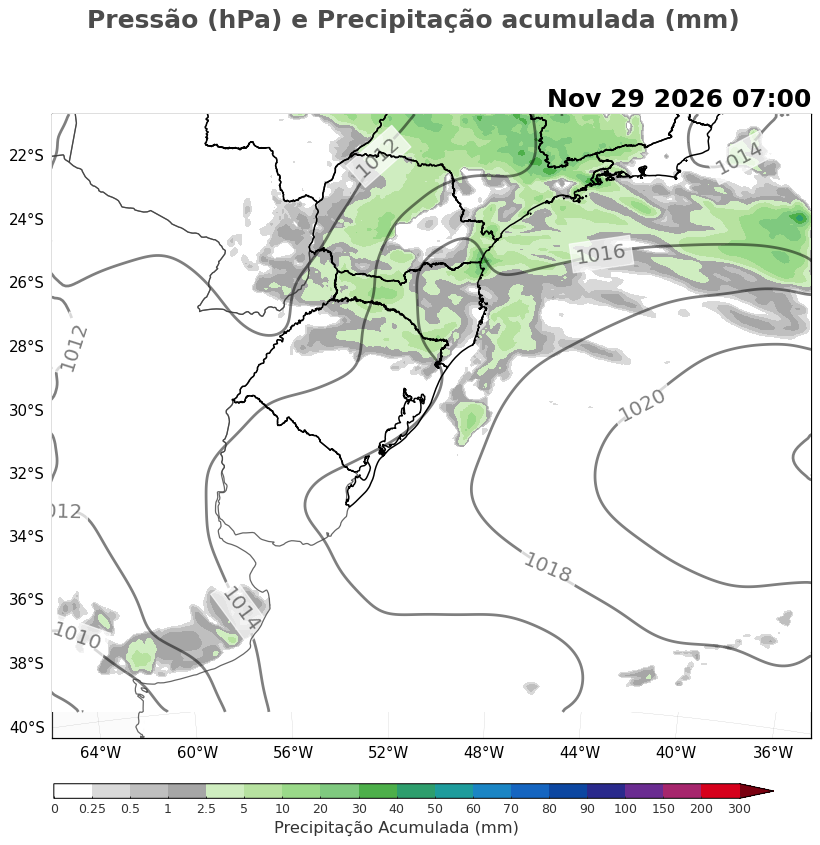 Pressão (hPa) e Precipitação acumulada (mm)
Nov 29 2026 07:00
22°S
24°S
26°S
28°S
30°S
32°S
34°S
36°S
38°S
40°S
1012
1014
1016
1012
1020
012
1018
1014
1010
64°W 60°W 56°W 52°W 48°W 44°W 40°W 36°W
0 0.25 0.5 1 2.5 5 10 20 30 40 50 60 70 80 90 100 150 200 300
Precipitação Acumulada (mm)